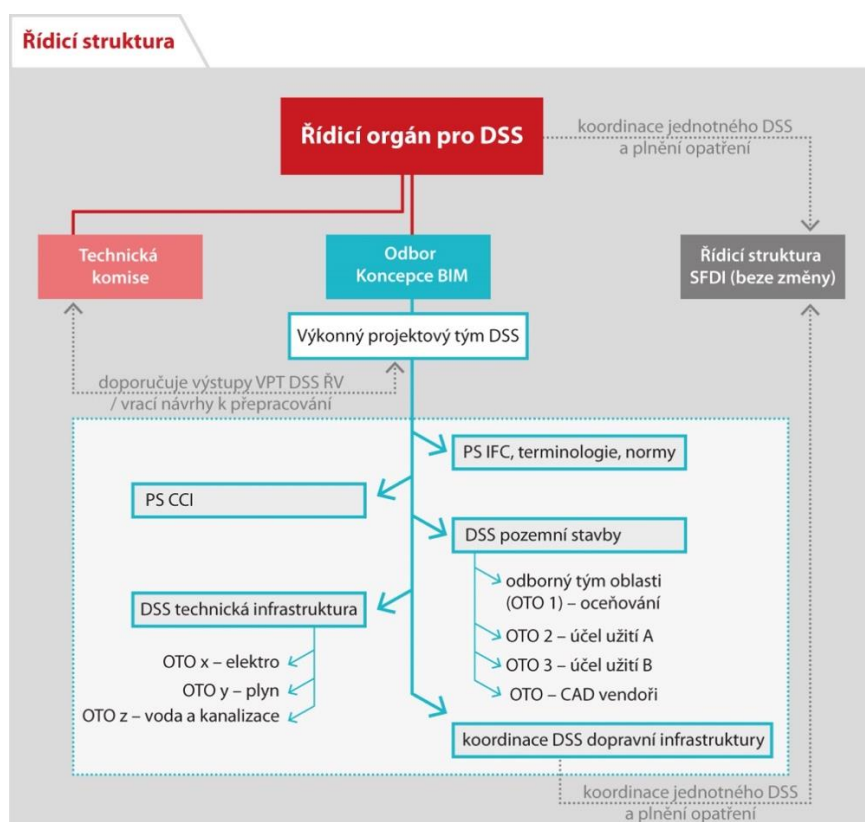 Řídicí struktura
Řídicí orgán pro DSS
koordinace jednotného DSS
a plnění opatření
Technická
komise
Odbor
Koncepce BIM
Řídicí struktura
SFDI (beze změny)
Výkonný projektový tým DSS
doporučuje výstupy VPT DSS ŘV
/ vrací návrhy k přepracování
PS IFC, terminologie, normy
PS CCI
DSS pozemní stavby
odborný tým oblasti
(OTO 1) – oceňování
DSS technická infrastruktura
OTO 2 – účel užití A
OTO x – elektro
OTO 3 – účel užití B
OTO y – plyn
OTO – CAD vendoři
OTO z – voda a kanalizace
koordinace DSS dopravní infrastruktury
koordinace jednotného DSS
a plnění opatření